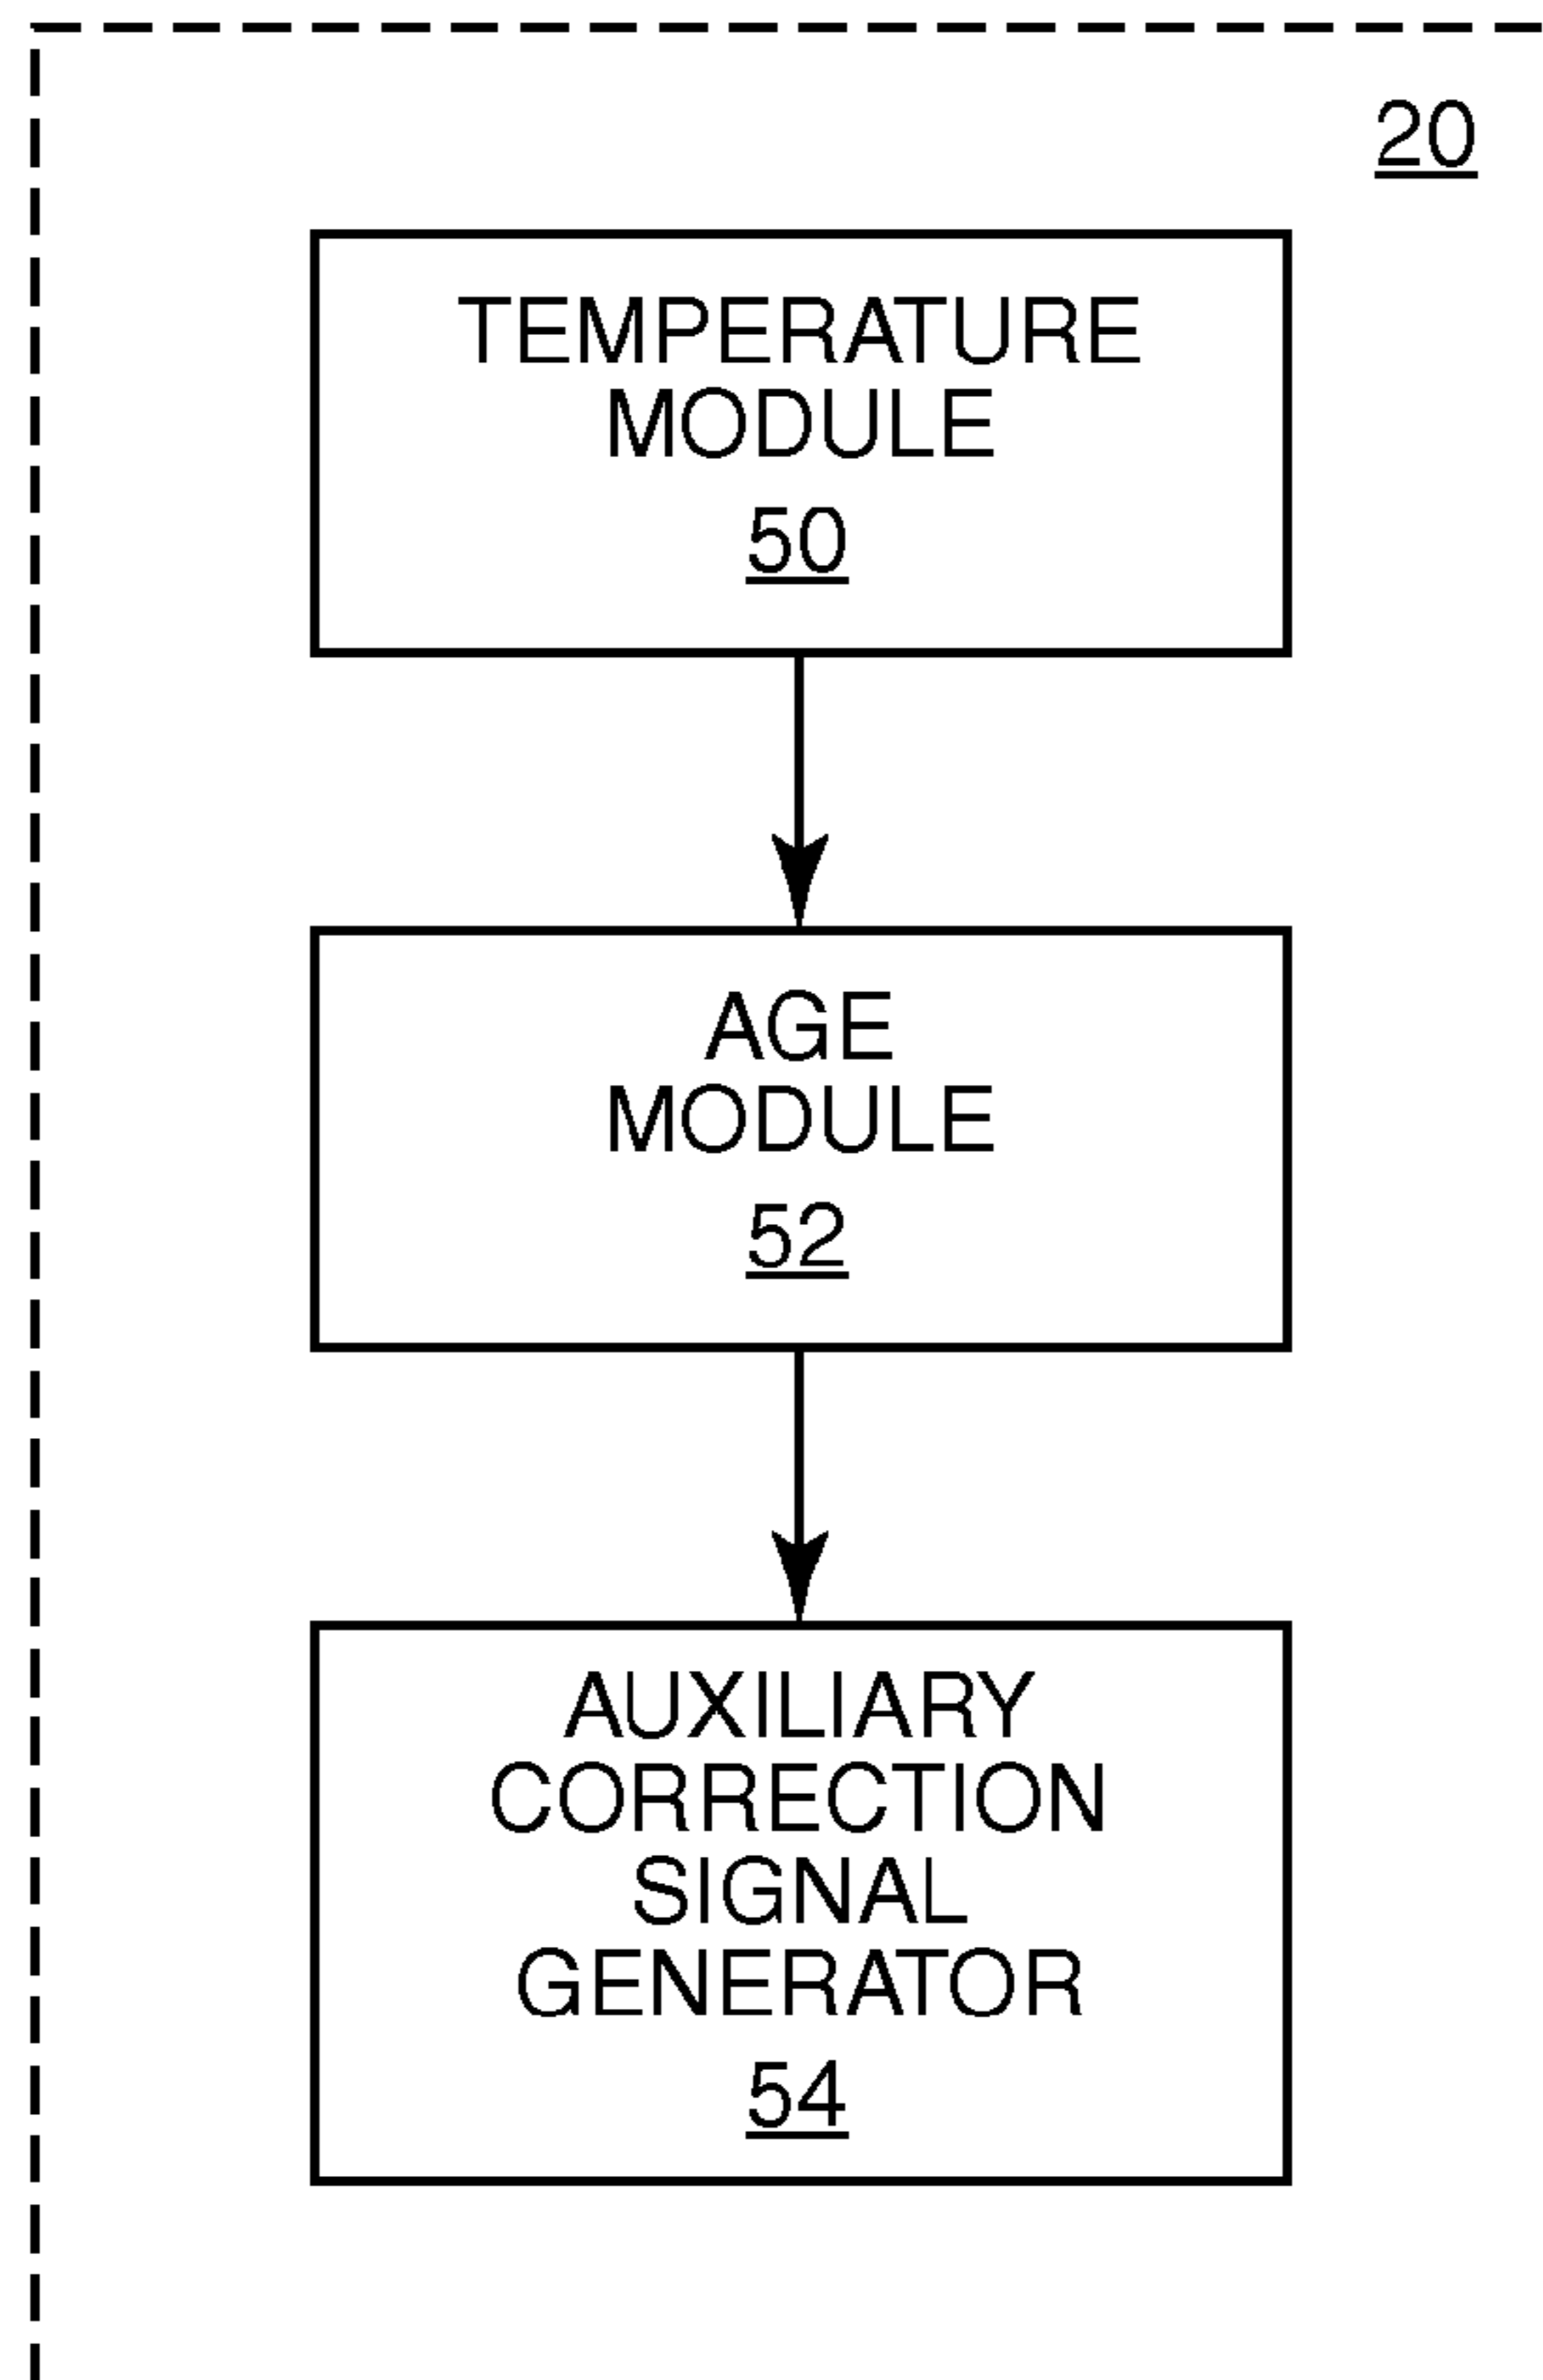 20
TEMPERATURE
MODULE
50
AGE
MODULE
52
AUXILIARY
CORRECTION
SIGNAL
GENERATOR
54